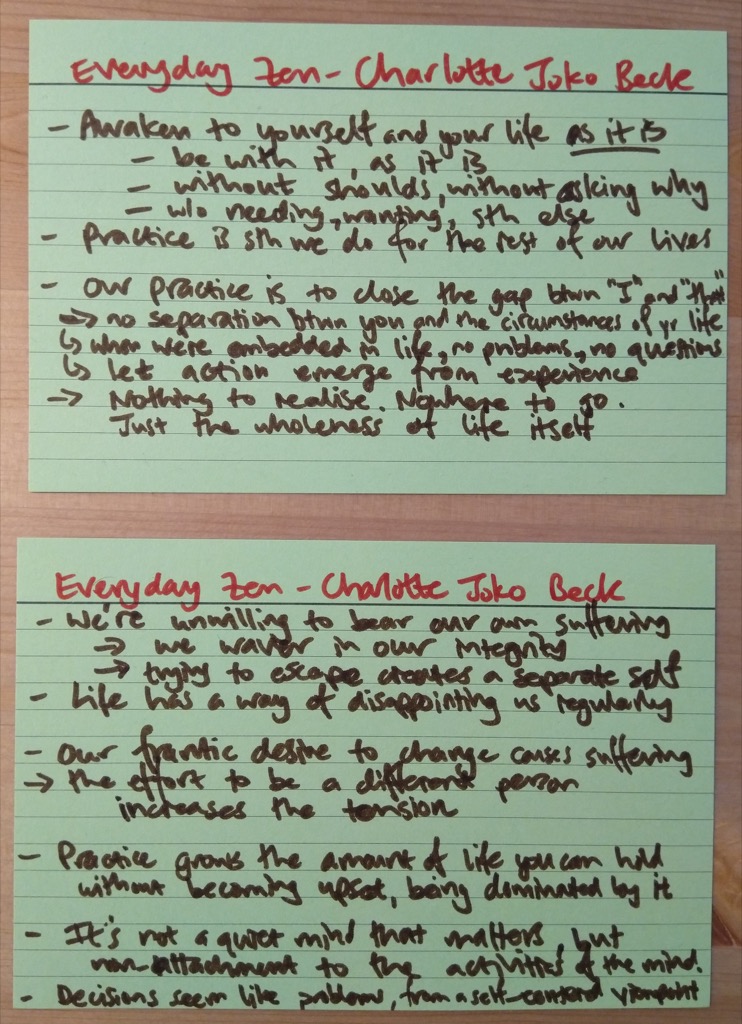 Everyday Zen - Charlotte Joko Beck
- Awaken to yourself and your life as it is
- be with it, as it is
- without shoulds, without asking why
- w/o needing, wanting, sth else
- Practice is sth we do for the rest of our lives
- Our practice is to close the gap btwn "I" and "that"
→ no separation btwn you and the circumstances of yr life
↳ when we're embedded in life, no problems, no questions
↳ Let action emerge from experience
→ Nothing to realise. Nowhere to go.
Just the wholeness of life itself
Everyday Zen - Charlotte Joko Beck
- We're unwilling to bear our own suffering
→ we waver in our integrity
→ trying to escape creates a separate self
- Life has a way of disappointing us regularly
- Our frantic desire to change causes suffering
→ the effort to be a different person
increases the tension
- Practice grows the amount of life you can hold
without becoming upset, being dominated by it
- It's not a quiet mind that matters, but
non-attachment to the activities of the mind.
- Decisions seem like problems, from a self-centered viewpoint